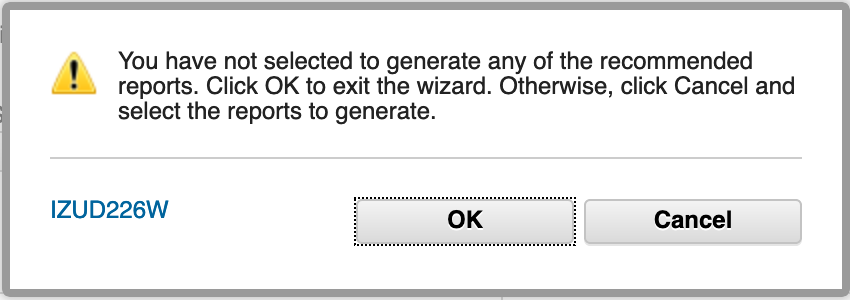 You have not selected to generate any of the recommended
reports. Click OK to exit the wizard. Otherwise, click Cancel and
select the reports to generate.
IZUD226W
OK
Cancel